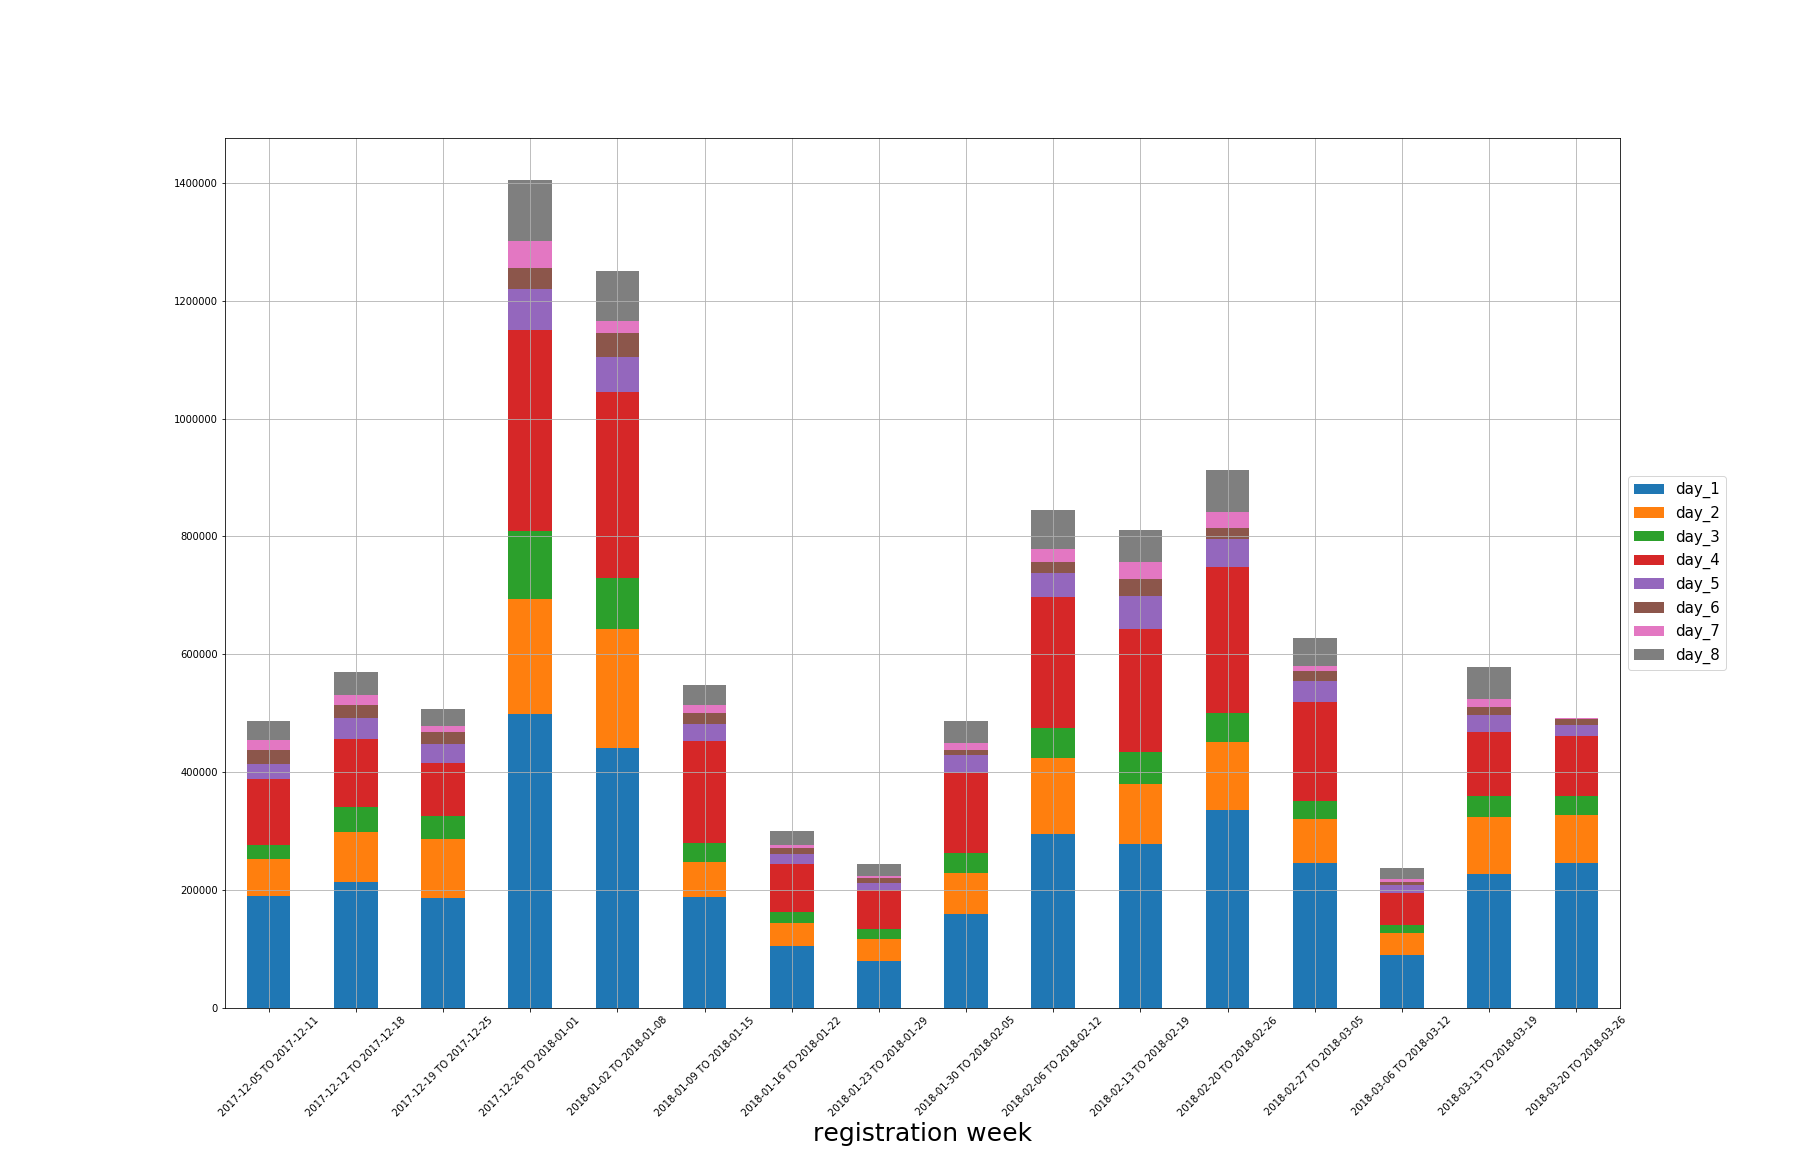 1400000
1200000
1000000
800000
600000
400000
200000
0
day_1
day_2
day_3
day_4
day_5
day_6
day_7
day_8
2017-12-05 TO 2017-12-11
2017-12-12 TO 2017-12-18
2017-12-19 TO 2017-12-25
2017-12-26 TO 2018-01-01
2018-01-02 TO 2018-01-08
2018-01-09 TO 2018-01-15
2018-01-16 TO 2018-01-22
2018-01-23 TO 2018-01-29
2018-01-30 TO 2018-02-05
2018-02-06 TO 2018-02-12
2018-02-13 TO 2018-02-19
2018-02-20 TO 2018-02-26
2018-02-27 TO 2018-03-05
2018-03-06 TO 2018-03-12
2018-03-13 TO 2018-03-19
2018-03-20 TO 2018-03-26
registration week